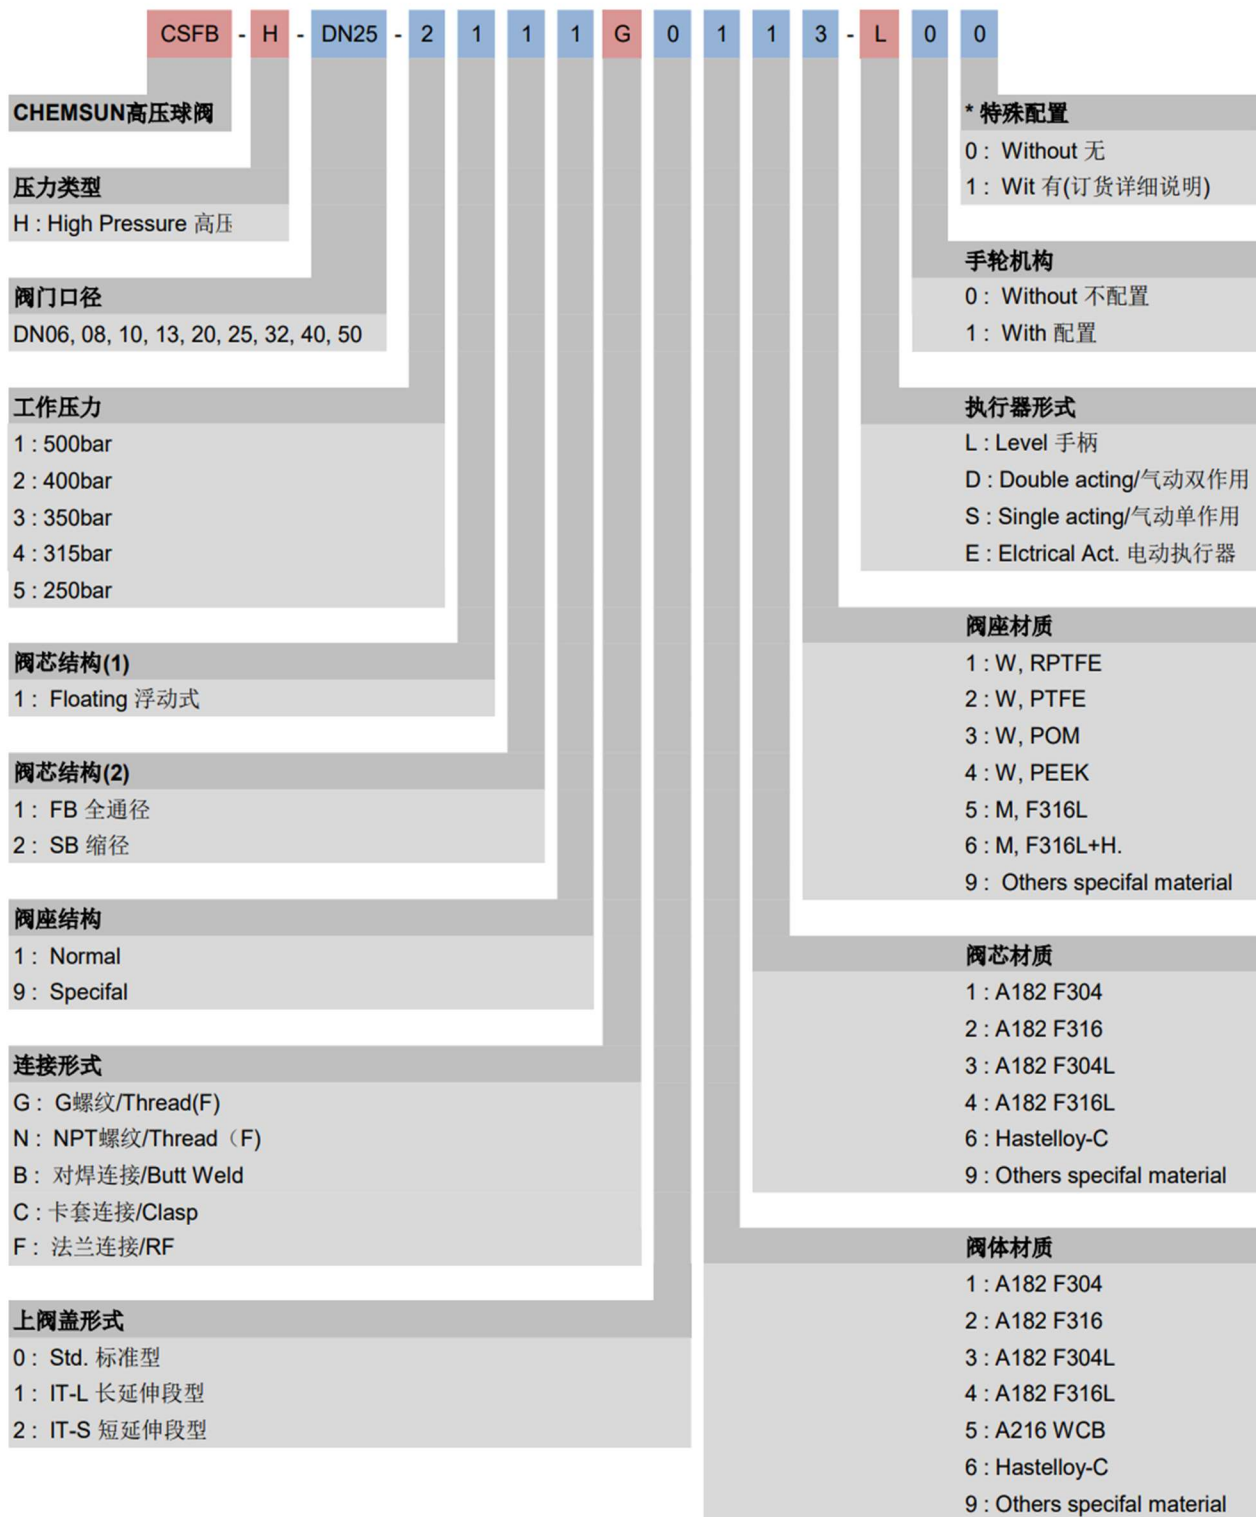 CSFB - H - DN25 - 2 1 1 1 G 0 1 1 3 - L 0 0
CHEMSUN高压球阀
压力类型
H : High Pressure 高压
阀门口径
DN06, 08, 10, 13, 20, 25, 32, 40, 50
工作压力
1 : 500bar
2 : 400bar
3 : 350bar
4 : 315bar
5 : 250bar
阀芯结构(1)
1 : Floating 浮动式
阀芯结构(2)
1 : FB 全通径
2 : SB 缩径
阀座结构
1 : Normal
9 : Specifal
连接形式
G : G螺纹/Thread(F)
N : NPT螺纹/Thread（F)
B : 对焊连接/Butt Weld
C : 卡套连接/Clasp
F : 法兰连接/RF
上阀盖形式
0 : Std. 标准型
1 : IT-L 长延伸段型
2 : IT-S 短延伸段型
* 特殊配置
0 : Without 无
1 : Wit 有(订货详细说明)
手轮机构
0 : Without 不配置
1 : With 配置
执行器形式
L : Level 手柄
D : Double acting/气动双作用
S : Single acting/气动单作用
E : Elctrical Act. 电动执行器
阀座材质
1 : W, RPTFE
2 : W, PTFE
3 : W, POM
4 : W, PEEK
5 : M, F316L
6 : M, F316L+H.
9 : Others specifal material
阀芯材质
1 : A182 F304
2 : A182 F316
3 : A182 F304L
4 : A182 F316L
6 : Hastelloy-C
9 : Others specifal material
阀体材质
1 : A182 F304
2 : A182 F316
3 : A182 F304L
4 : A182 F316L
5 : A216 WCB
6 : Hastelloy-C
9 : Others specifal material